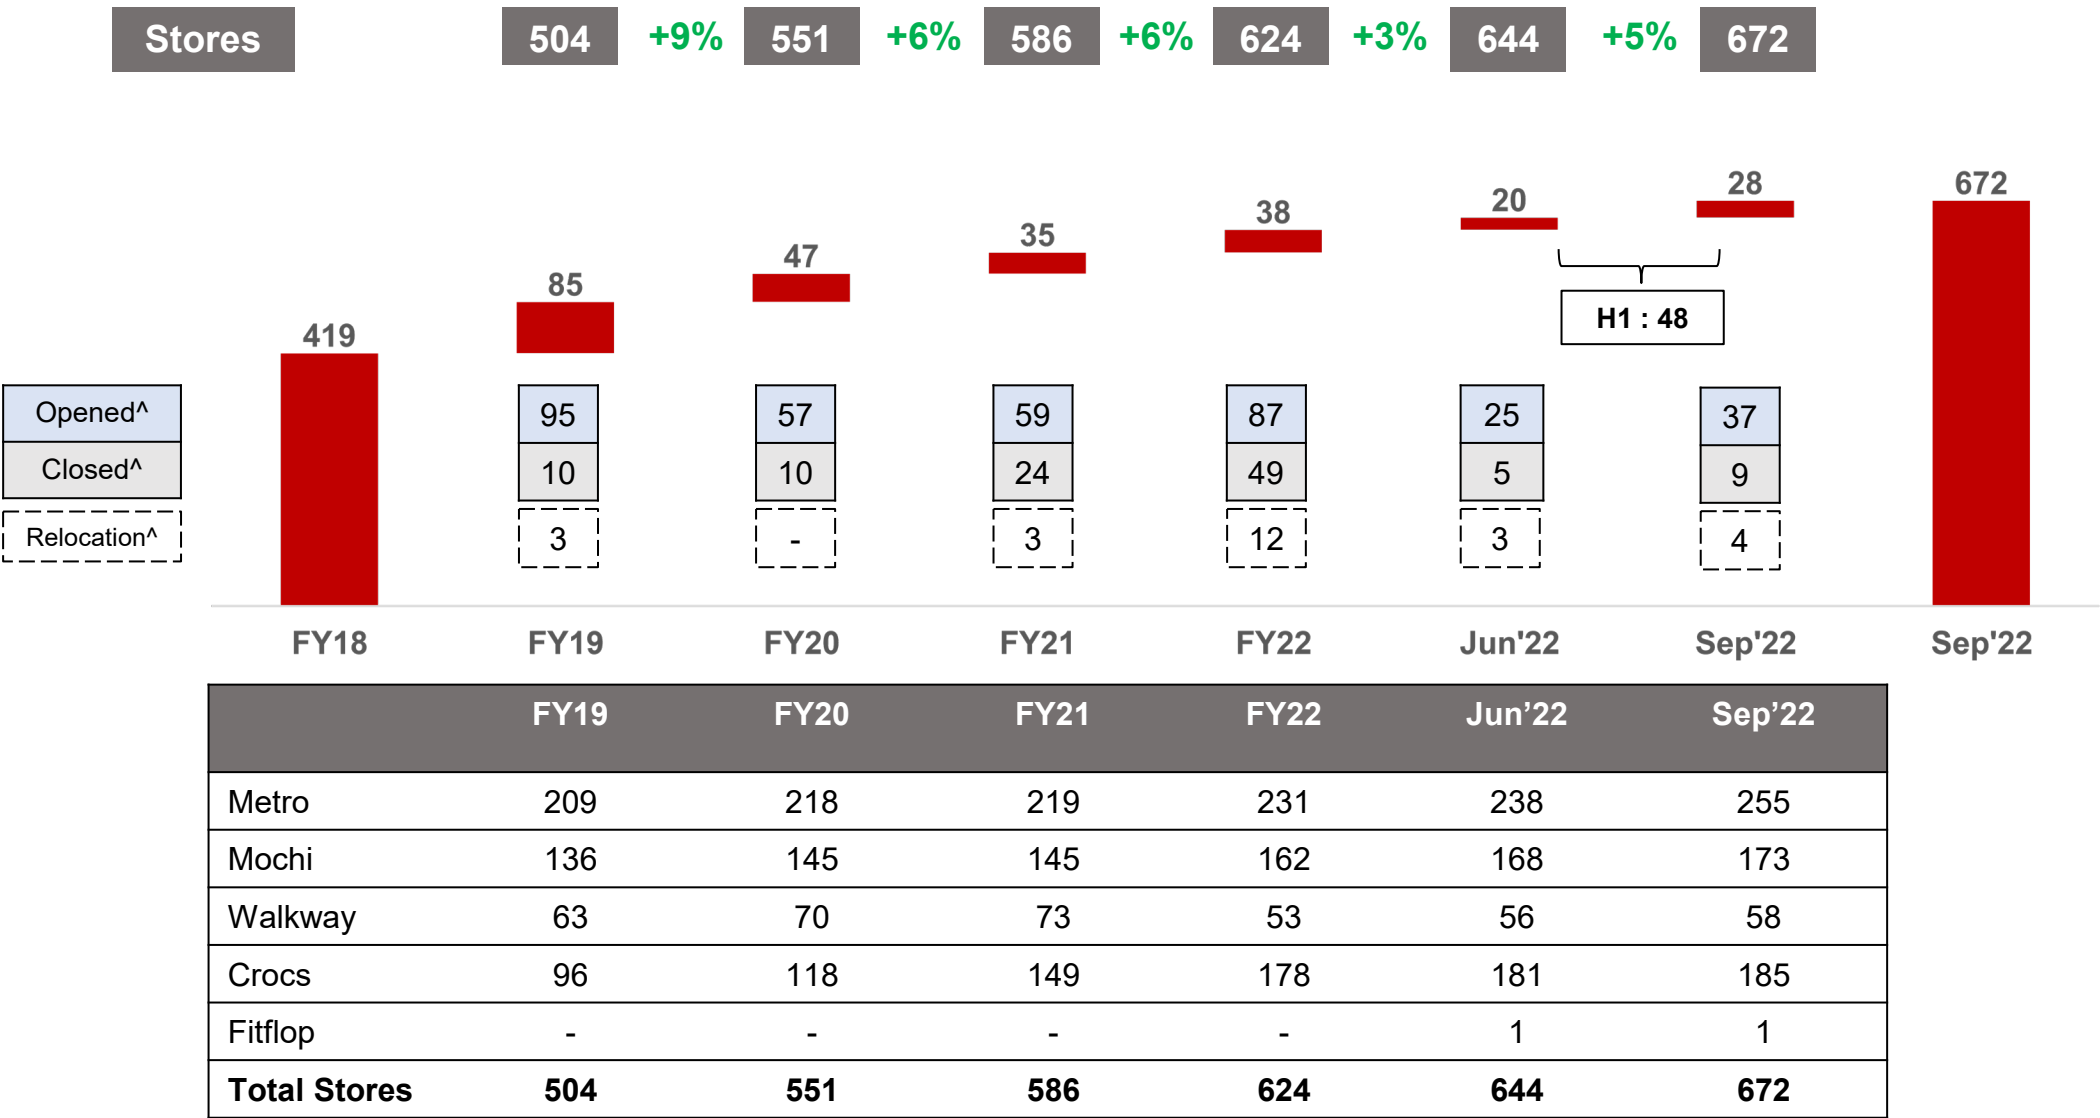 Stores 504 +9% 551 +6% 586 +6% 624 +3% 644 +5% 672
419 85 47 35 38 20 28 672
H1 : 48
Opened^ 95 57 59 87 25 37
Closed^ 10 10 24 49 5 9
Relocation^ 3 - 3 12 3 4
FY18 FY19 FY20 FY21 FY22 Jun'22 Sep'22 Sep'22
FY19 FY20 FY21 FY22 Jun’22 Sep’22
Metro 209 218 219 231 238 255
Mochi 136 145 145 162 168 173
Walkway 63 70 73 53 56 58
Crocs 96 118 149 178 181 185
Fitflop - - - - 1 1
Total Stores 504 551 586 624 644 672